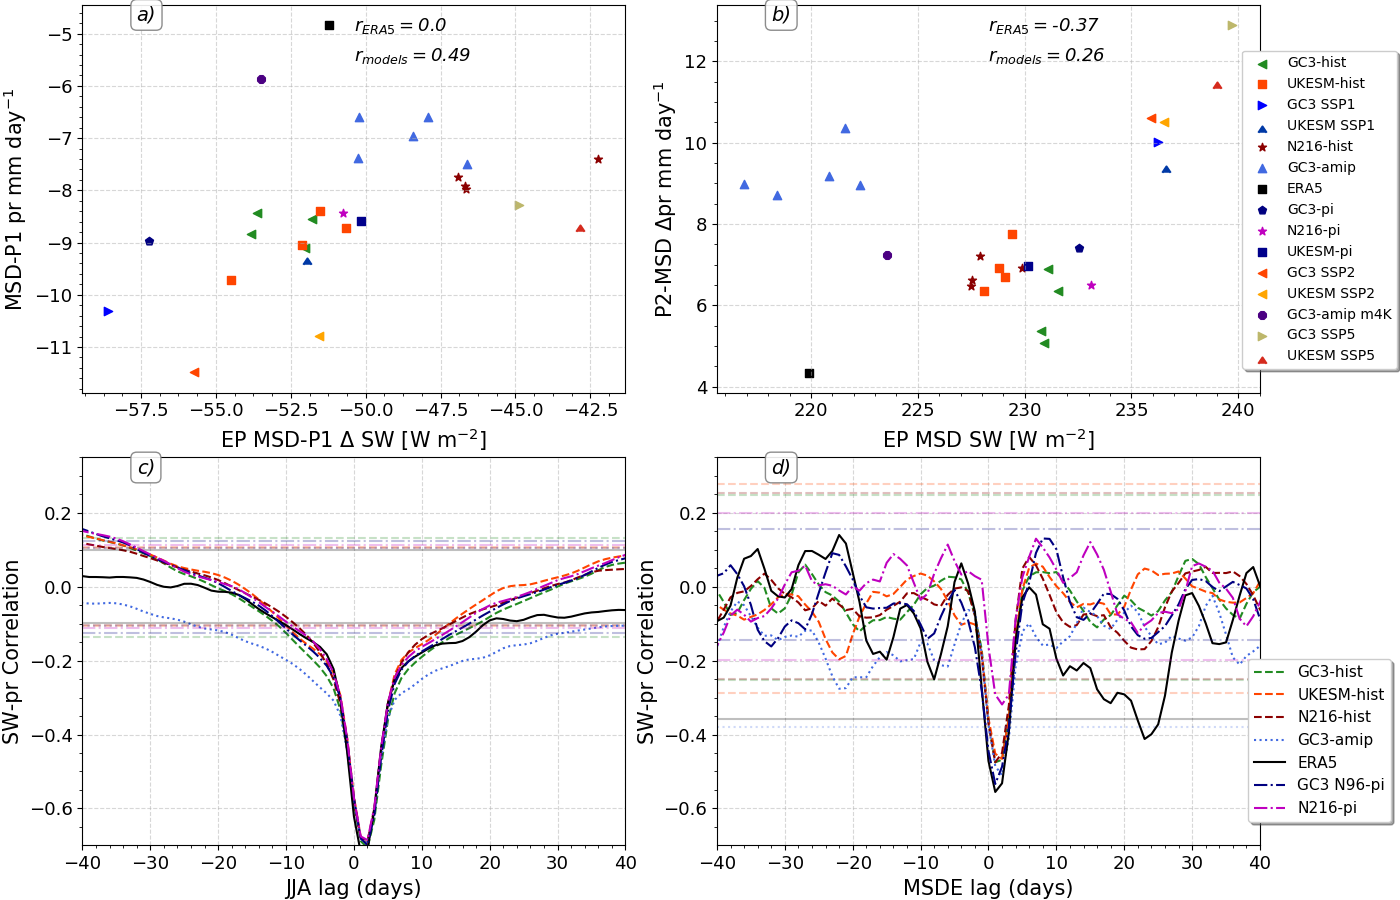 a)
r_{ERA5} = 0.0
r_{models} = 0.49
−5
−6
−7
−8
−9
−10
−11
MSD-P1 pr mm day⁻¹
−57.5 −55.0 −52.5 −50.0 −47.5 −45.0 −42.5
EP MSD-P1 Δ SW [W m⁻²]
b)
r_{ERA5} = -0.37
r_{models} = 0.26
12
10
8
6
4
P2-MSD Δpr mm day⁻¹
220 225 230 235 240
EP MSD SW [W m⁻²]
GC3-hist
UKESM-hist
GC3 SSP1
UKESM SSP1
N216-hist
GC3-amip
ERA5
GC3-pi
N216-pi
UKESM-pi
GC3 SSP2
UKESM SSP2
GC3-amip m4K
GC3 SSP5
UKESM SSP5
c)
0.2
0.0
−0.2
−0.4
−0.6
SW-pr Correlation
−40 −30 −20 −10 0 10 20 30 40
JJA lag (days)
d)
0.2
0.0
−0.2
−0.4
−0.6
SW-pr Correlation
−40 −30 −20 −10 0 10 20 30 40
MSDE lag (days)
GC3-hist
UKESM-hist
N216-hist
GC3-amip
ERA5
GC3 N96-pi
N216-pi